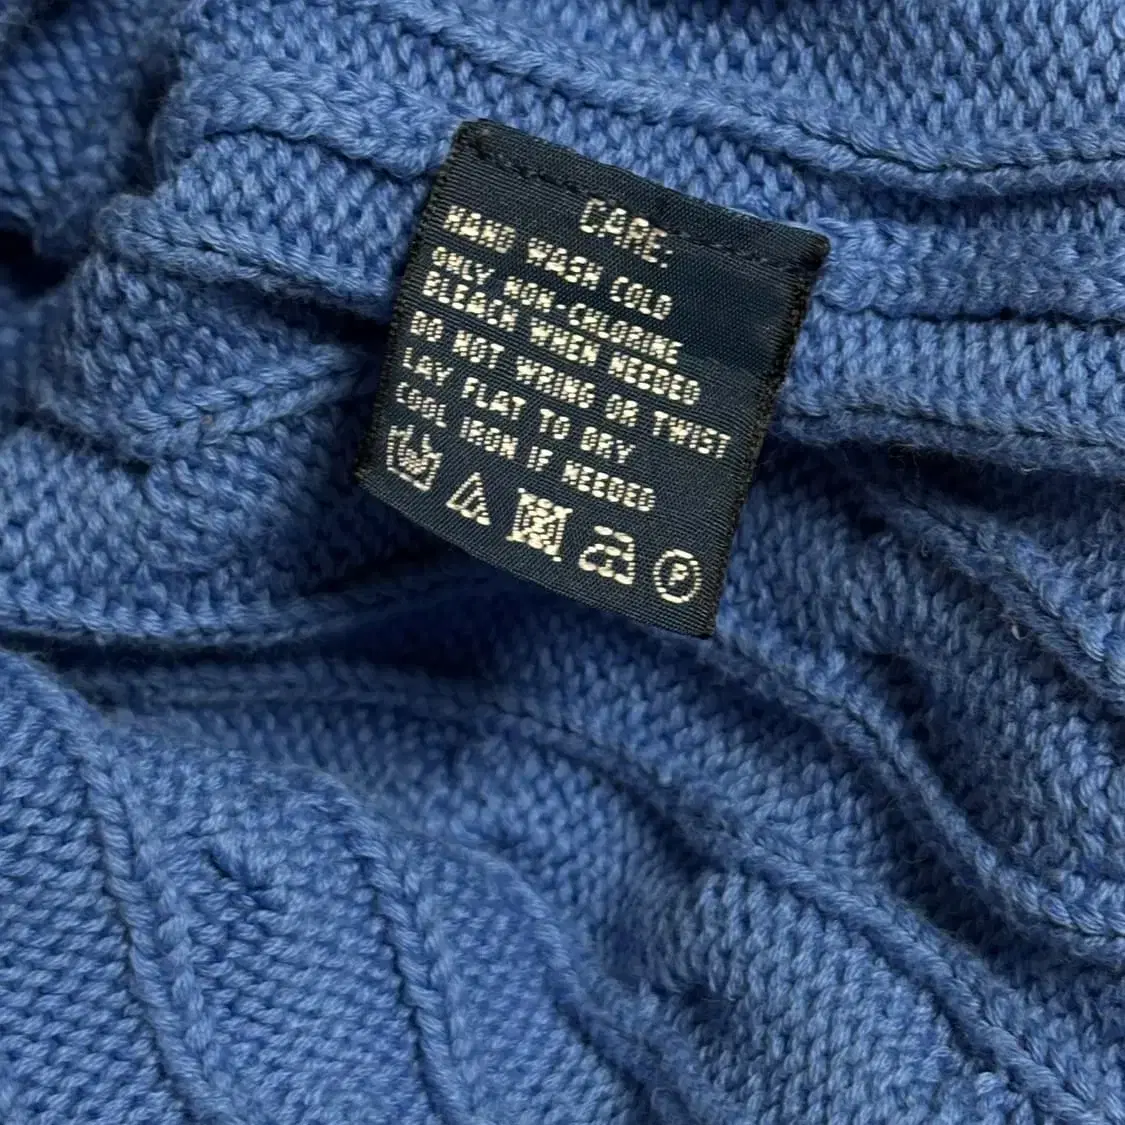 CARE:
HAND WASH COLD
ONLY NON-CHLORINE
BLEACH WHEN NEEDED
DO NOT WRING OR TWIST
LAY FLAT TO DRY
COOL IRON IF NEEDED
P